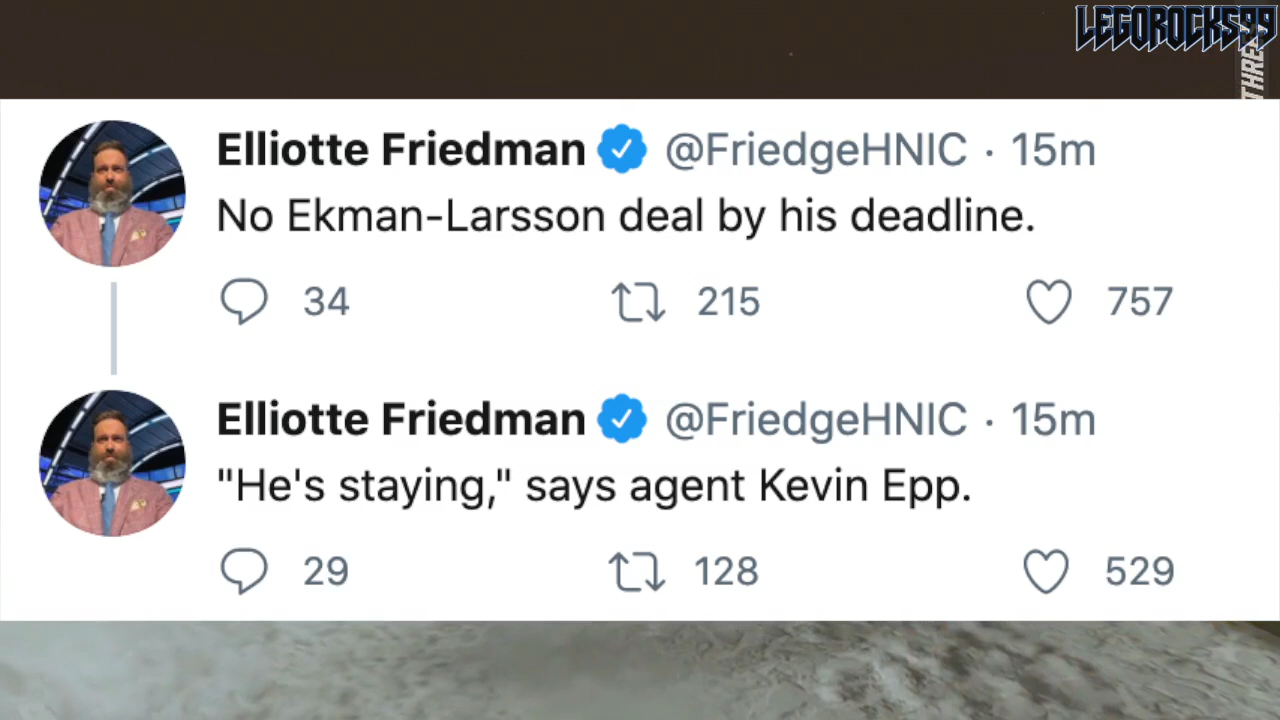 LEGOROCKS99
THRE
Elliotte Friedman @FriedgeHNIC · 15m
No Ekman-Larsson deal by his deadline.
34 215 757
Elliotte Friedman @FriedgeHNIC · 15m
"He's staying," says agent Kevin Epp.
29 128 529